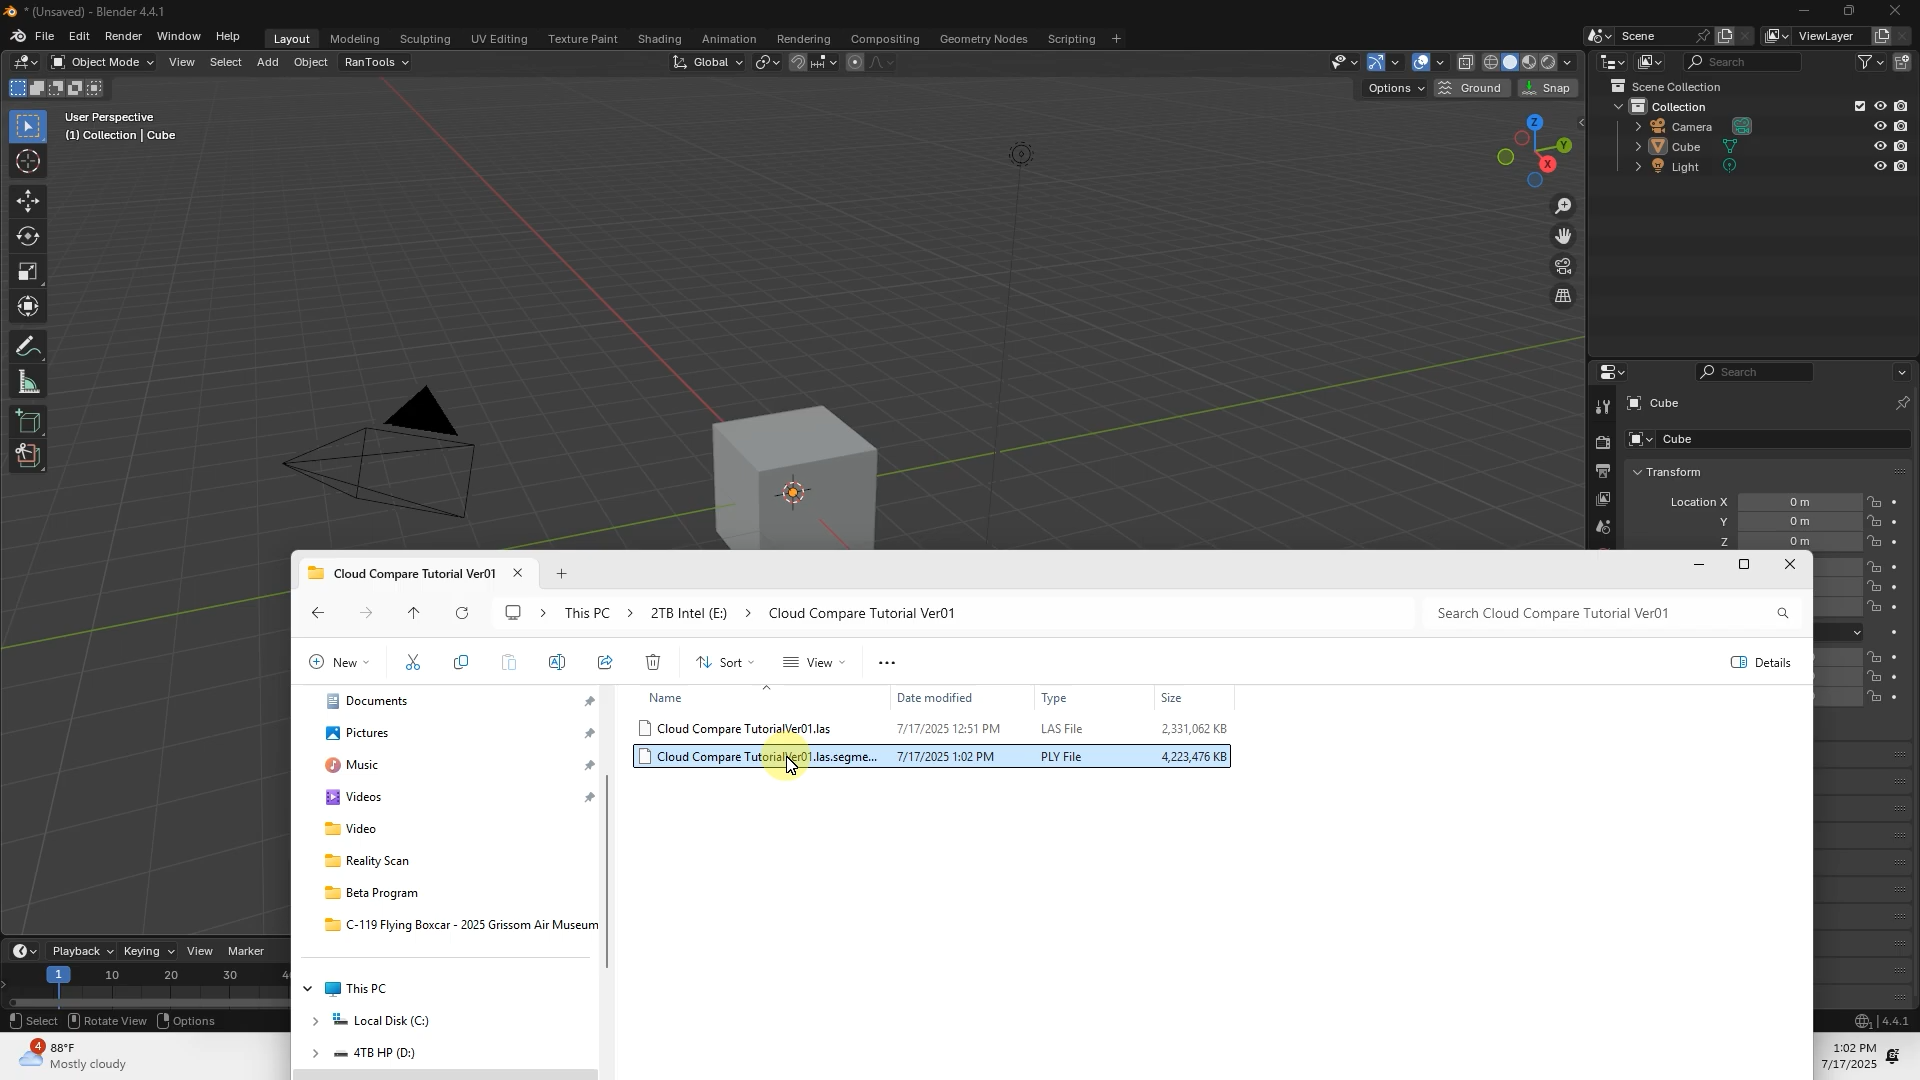 * (Unsaved) - Blender 4.4.1
File Edit Render Window Help Layout Modeling Sculpting UV Editing Texture Paint Shading Animation Rendering Compositing Geometry Nodes Scripting + Scene ViewLayer
Object Mode View Select Add Object RanTools Global Search
Options Ground Snap
User Perspective
(1) Collection | Cube
Scene Collection
Collection
Camera
Cube
Light
Z
Y
X
Search
Cube
Cube
Transform
Location X 0 m
Y 0 m
Z 0 m
Cloud Compare Tutorial Ver01
This PC > 2TB Intel (E:) > Cloud Compare Tutorial Ver01
Search Cloud Compare Tutorial Ver01
New Sort View Details
Documents
Pictures
Music
Videos
Video
Reality Scan
Beta Program
C-119 Flying Boxcar - 2025 Grissom Air Museum
This PC
Local Disk (C:)
4TB HP (D:)
Name Date modified Type Size
Cloud Compare TutorialVer01.las 7/17/2025 12:51 PM LAS File 2,331,062 KB
Cloud Compare TutorialVer01.las.segme... 7/17/2025 1:02 PM PLY File 4,223,476 KB
Playback Keying View Marker
1 10 20 30
Select Rotate View Options
4.4.1
4
88°F
Mostly cloudy
1:02 PM
7/17/2025